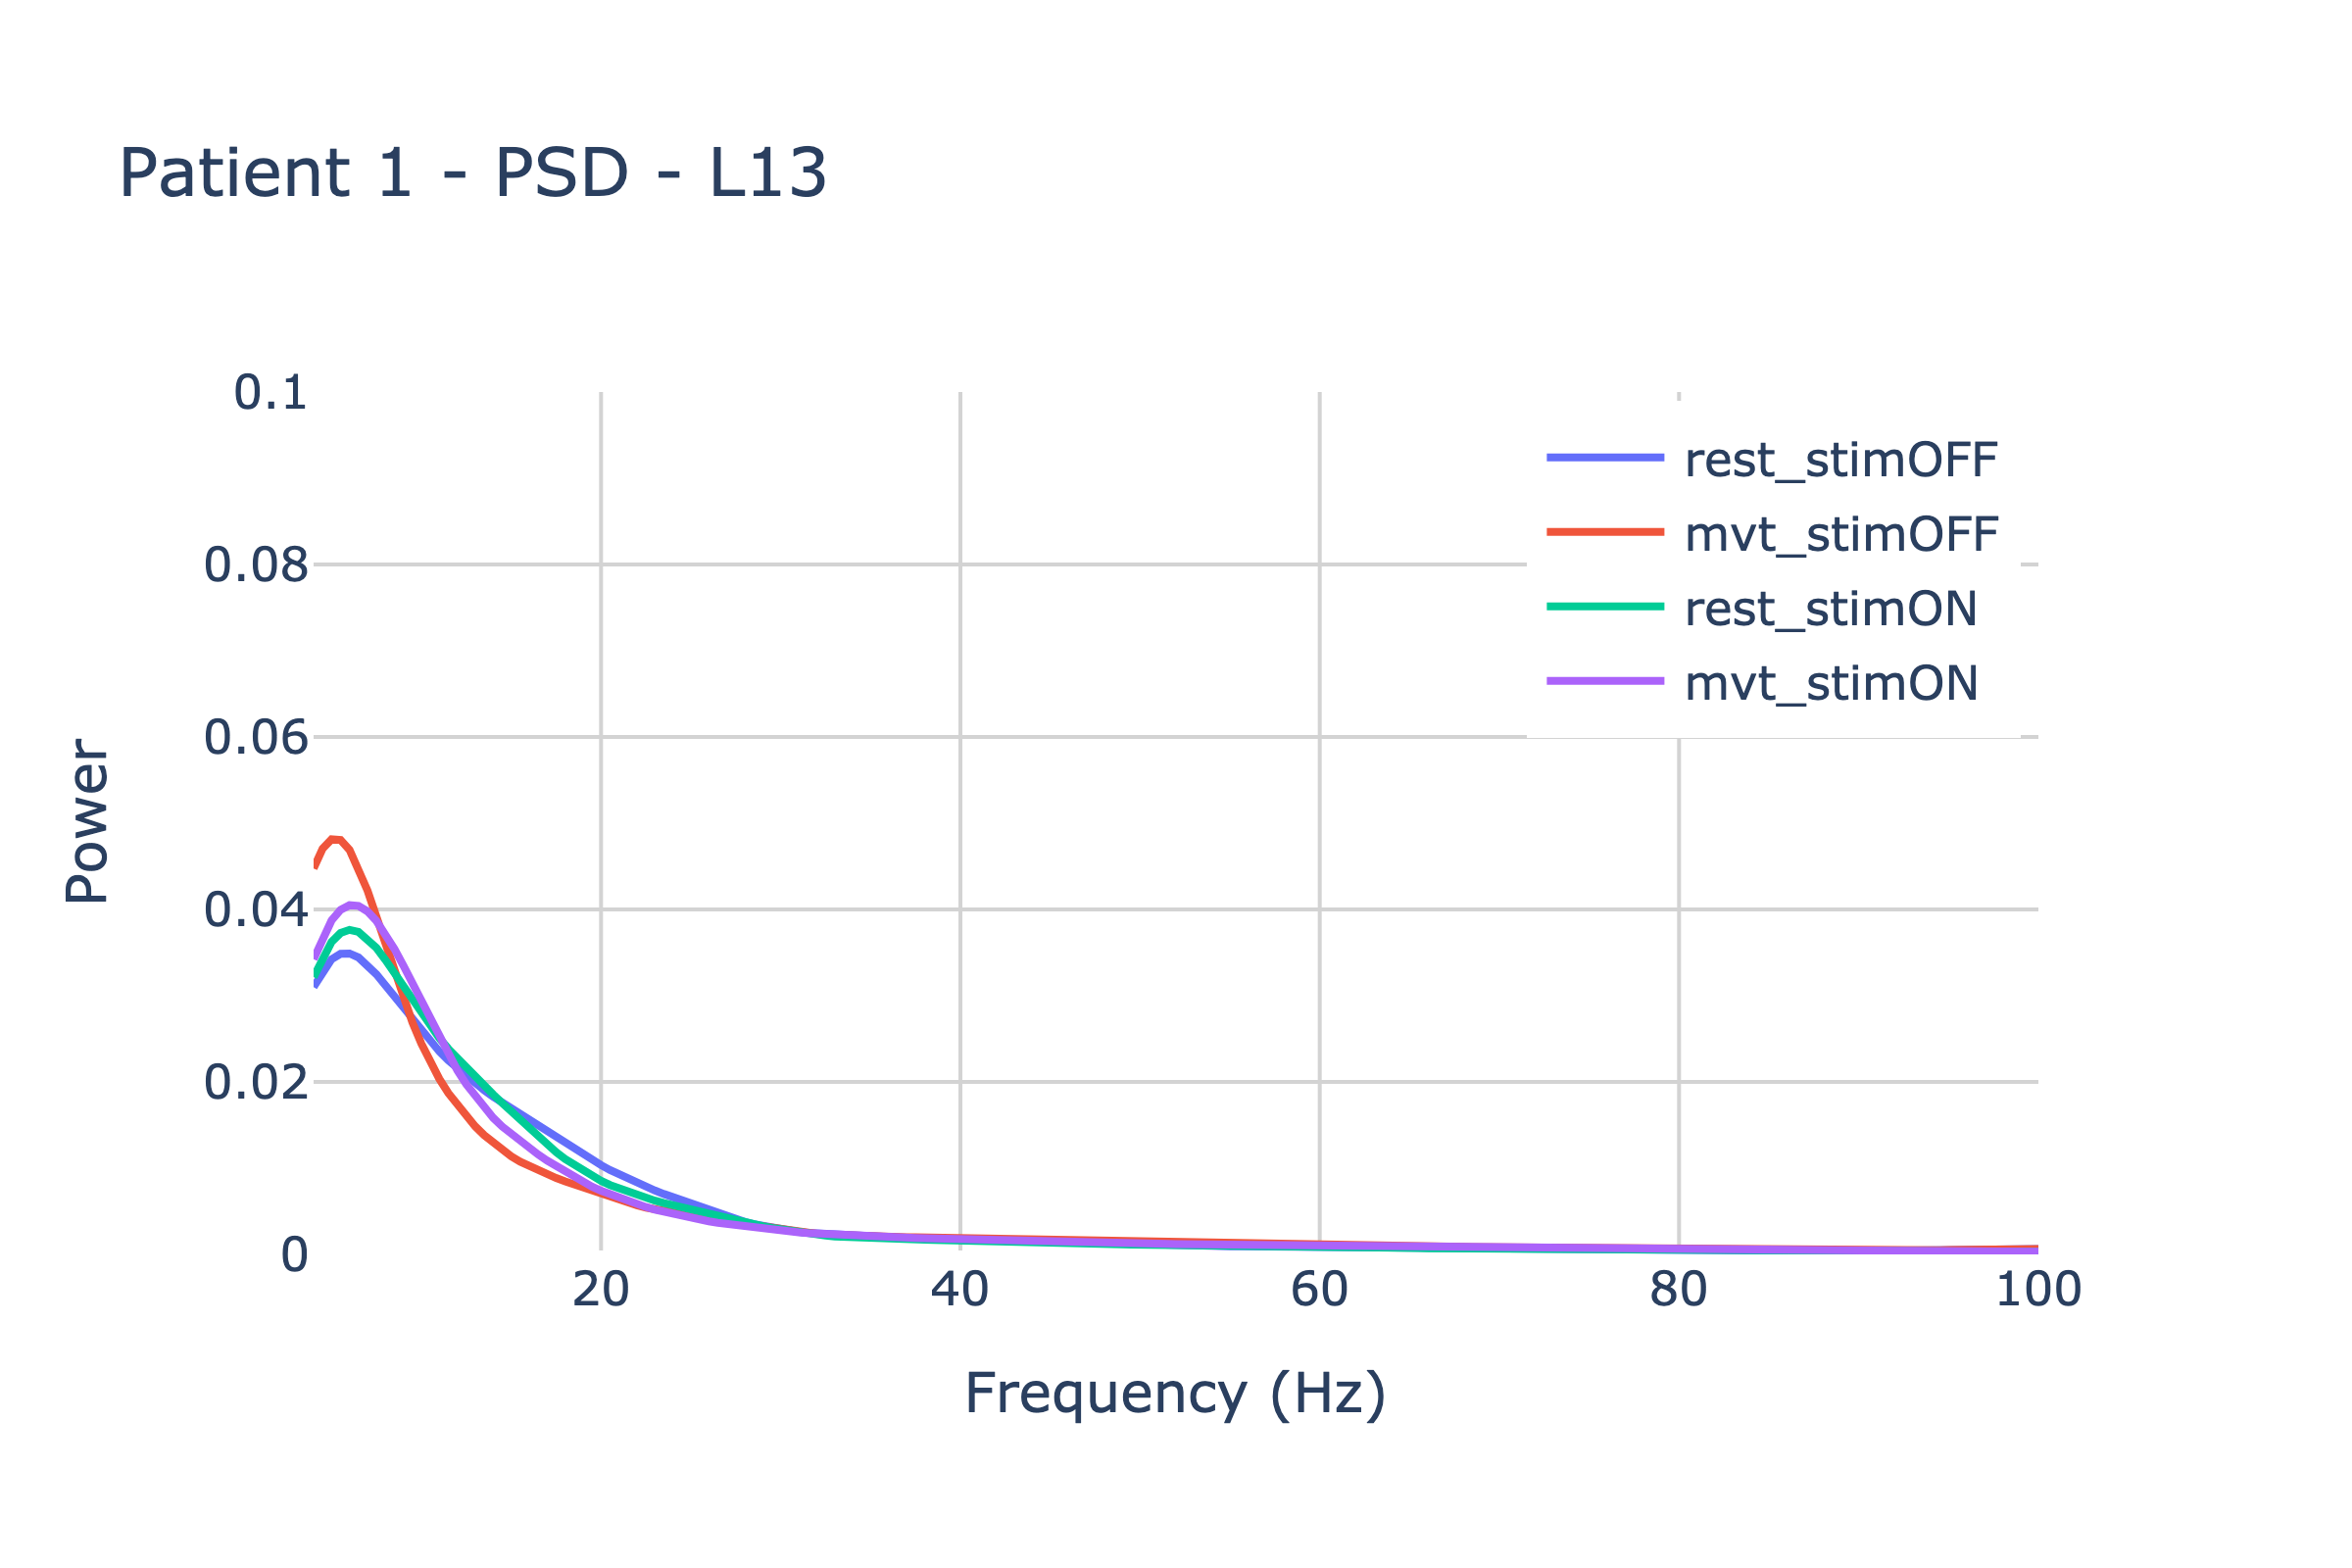 Patient 1 - PSD - L13
0.1
0.08
0.06
0.04
0.02
0
Power
20 40 60 80 100
Frequency (Hz)
rest_stimOFF
mvt_stimOFF
rest_stimON
mvt_stimON